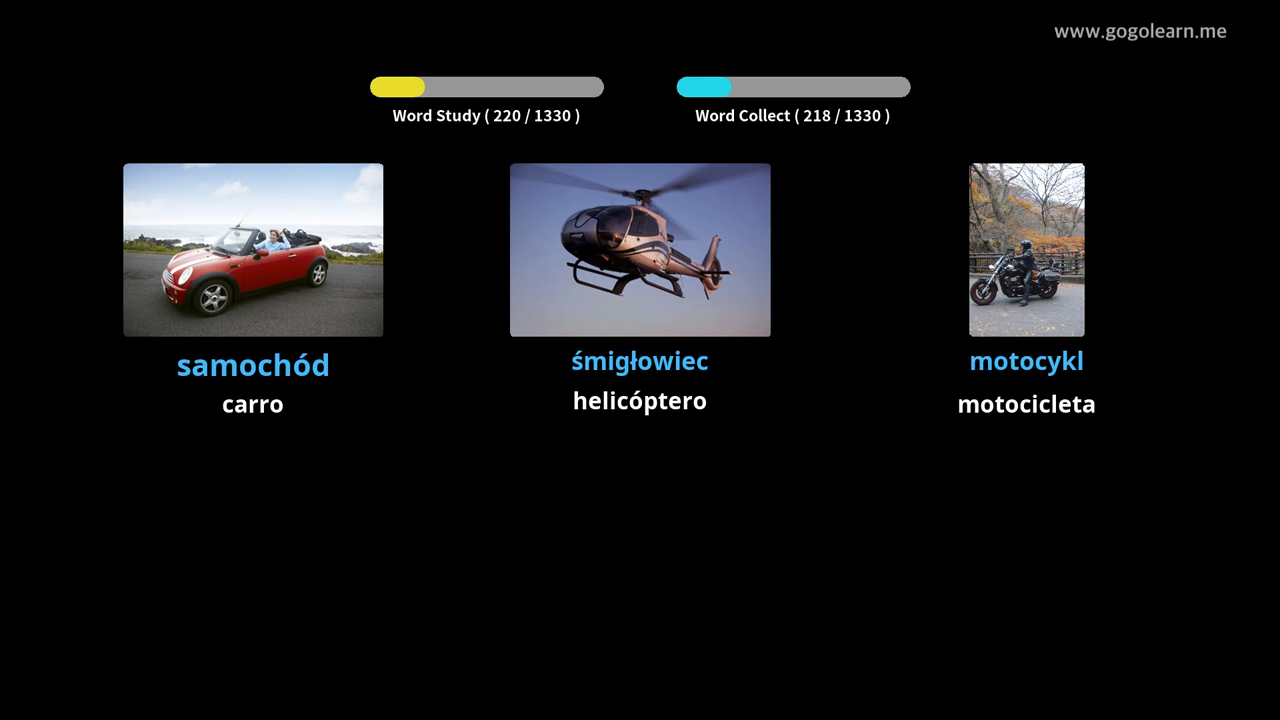 www.gogolearn.me
Word Study ( 220 / 1330 )
Word Collect ( 218 / 1330 )
samochód
carro
śmigłowiec
helicóptero
motocykl
motocicleta